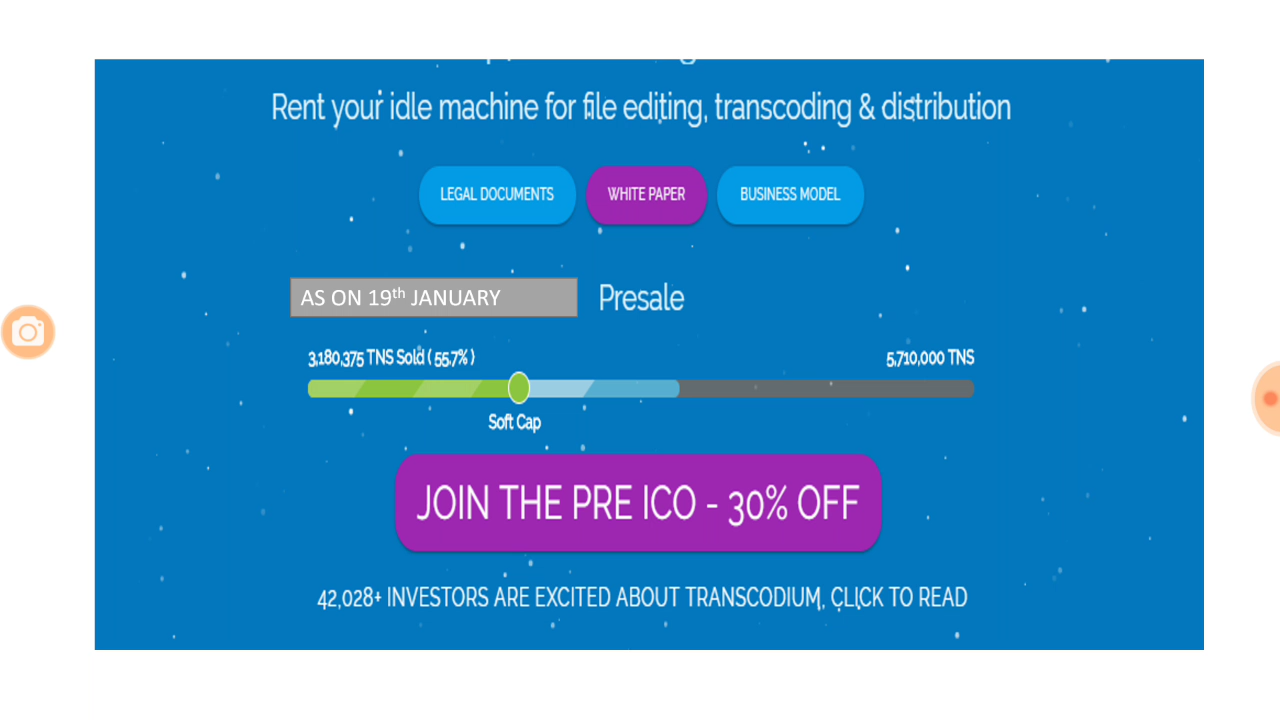 Rent your idle machine for file editing, transcoding & distribution
LEGAL DOCUMENTS WHITE PAPER BUSINESS MODEL
AS ON 19th JANUARY Presale
3,180,375 TNS Sold ( 55.7% ) 5,710,000 TNS
Soft Cap
JOIN THE PRE ICO - 30% OFF
42,028+ INVESTORS ARE EXCITED ABOUT TRANSCODIUM, CLICK TO READ